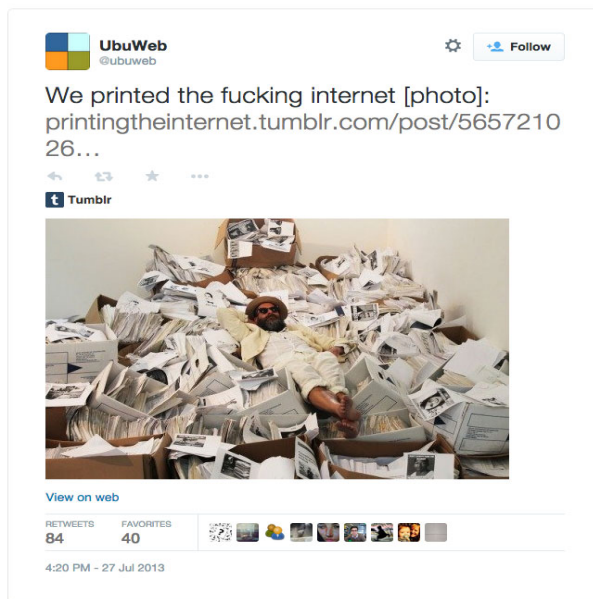 UbuWeb
@ubuweb
Follow
We printed the fucking internet [photo]:
printingtheinternet.tumblr.com/post/5657210
26...
t Tumblr
View on web
RETWEETS FAVORITES
84 40
4:20 PM - 27 Jul 2013